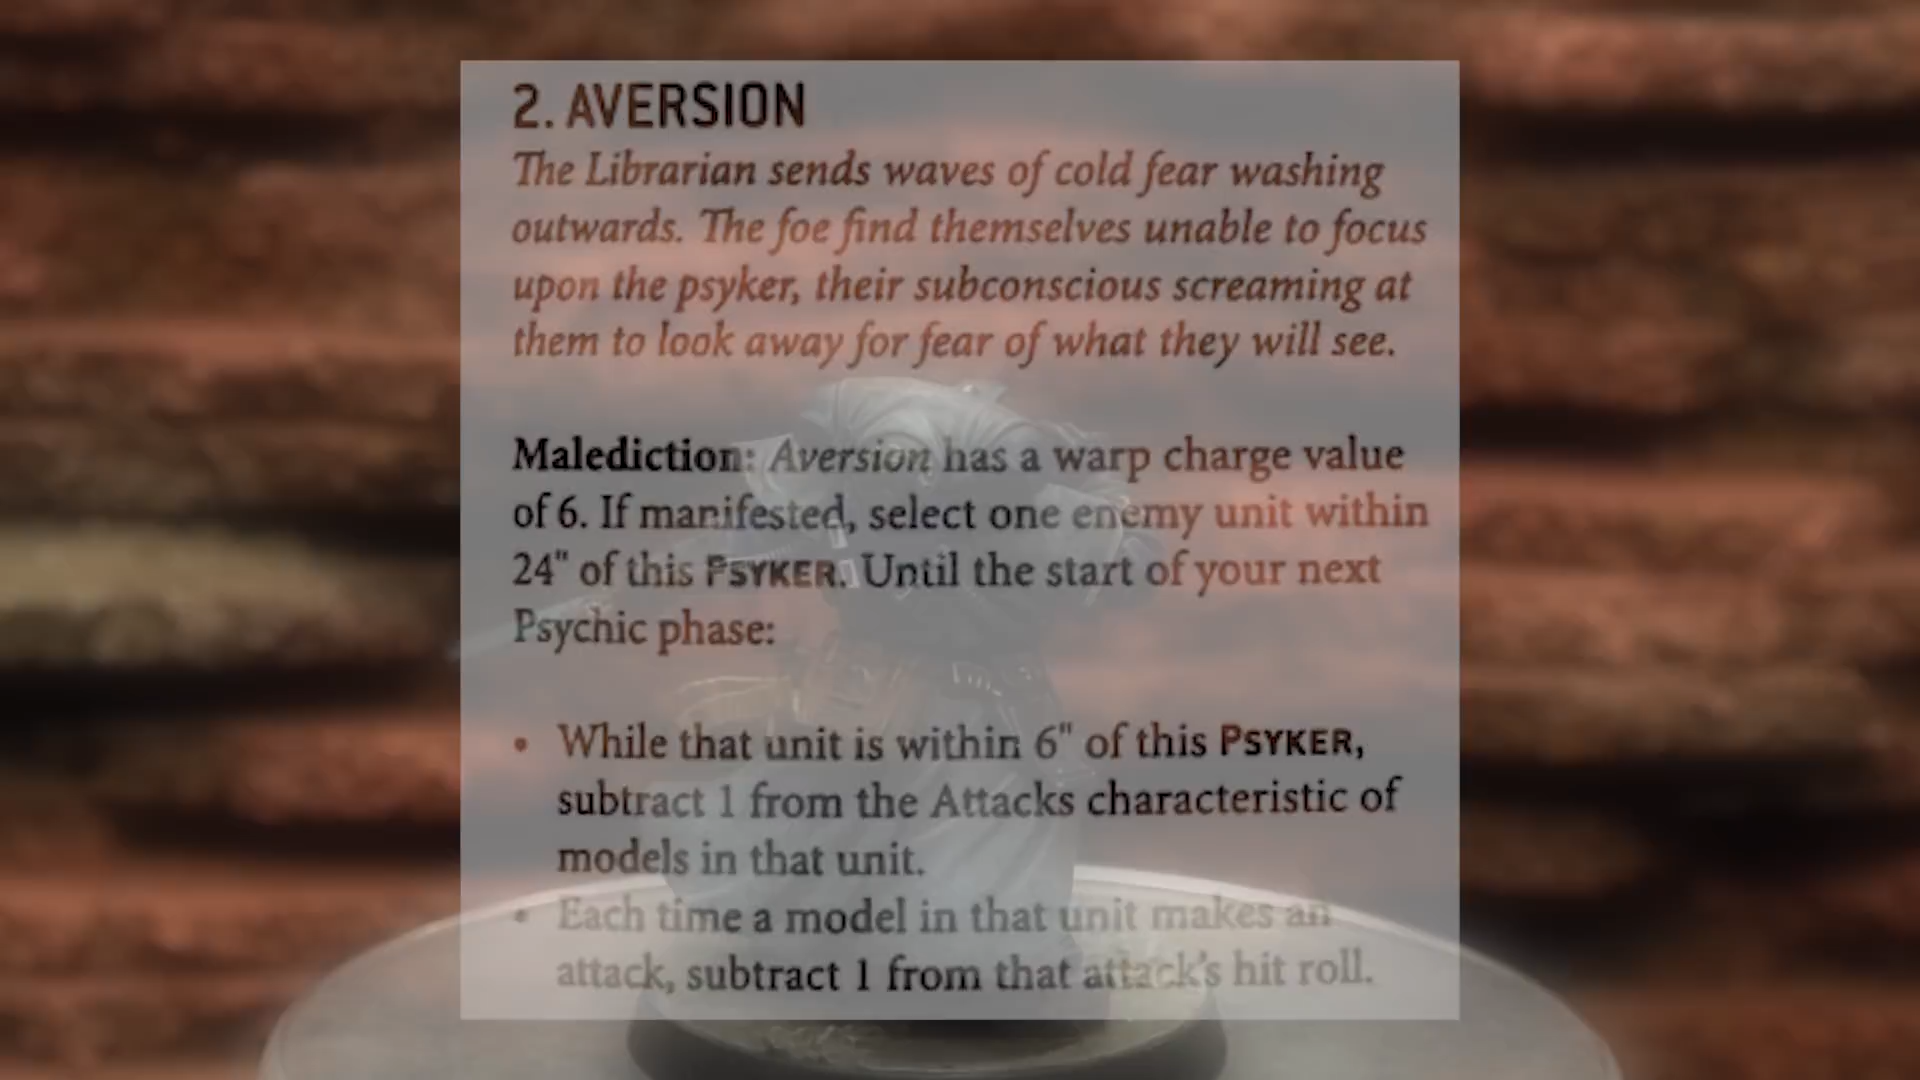 2. AVERSION
The Librarian sends waves of cold fear washing
outwards. The foe find themselves unable to focus
upon the psyker, their subconscious screaming at
them to look away for fear of what they will see.
Malediction: Aversion has a warp charge value
of 6. If manifested, select one enemy unit within
24" of this PSYKER. Until the start of your next
Psychic phase:
• While that unit is within 6" of this PSYKER,
subtract 1 from the Attacks characteristic of
models in that unit.
• Each time a model in that unit makes an
attack, subtract 1 from that attack's hit roll.